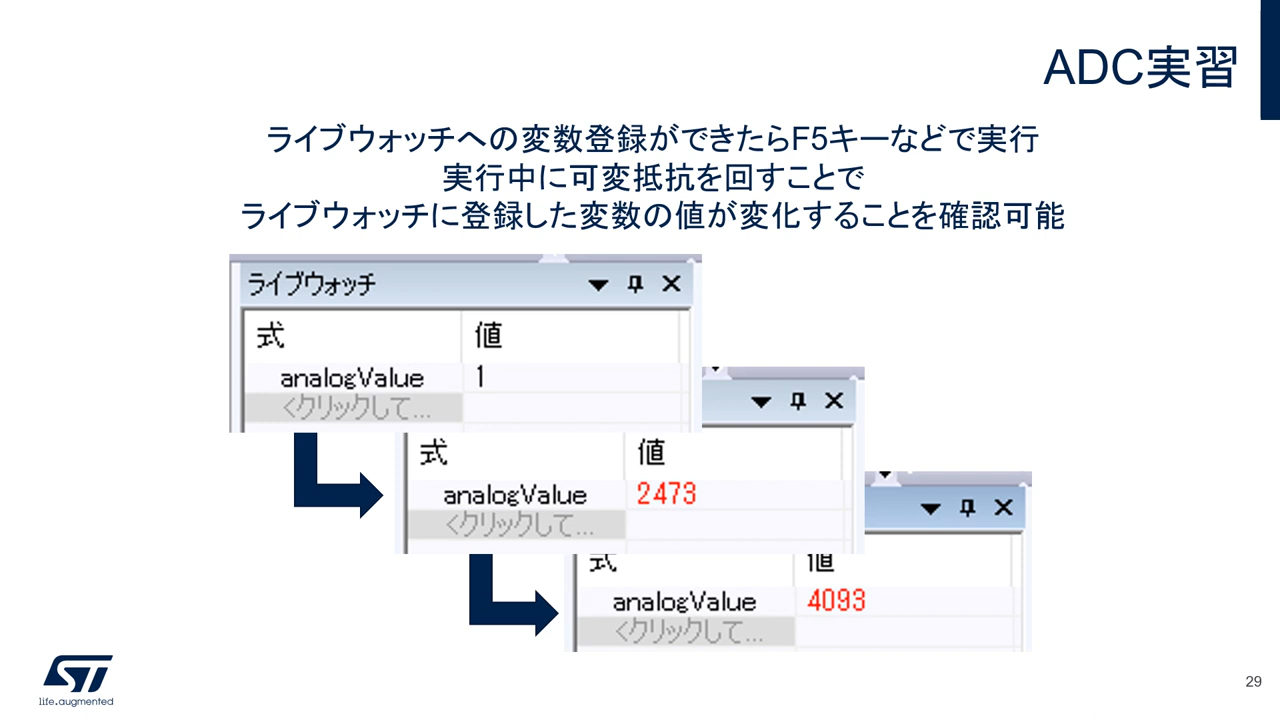 ADC実習
ライブウォッチへの変数登録ができたらF5キーなどで実行
実行中に可変抵抗を回すことで
ライブウォッチに登録した変数の値が変化することを確認可能
ライブウォッチ
式 値
analogValue 1
<クリックして...
式 値
analogValue 2473
<クリックして...
式 値
analogValue 4093
<クリックして...
ST
life.augmented
29